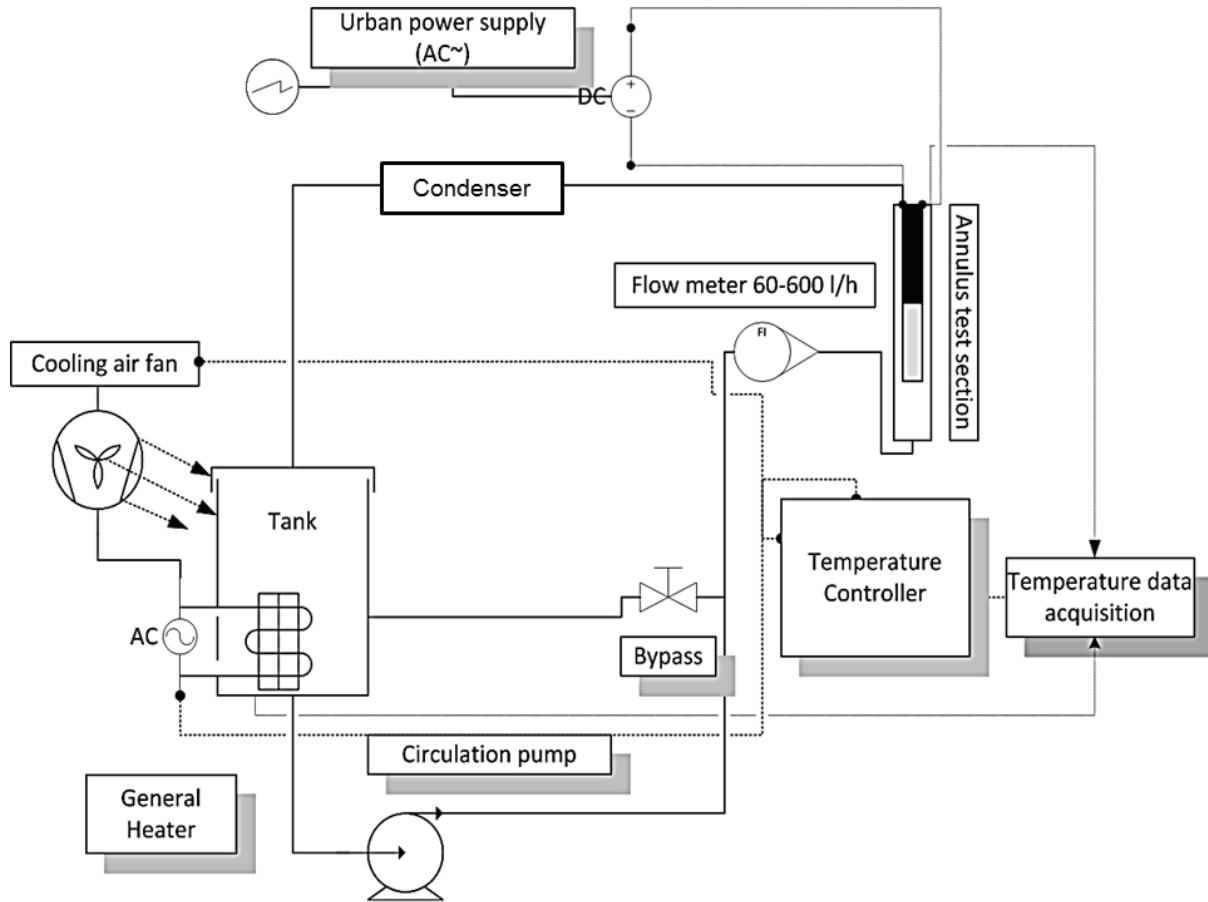 Urban power supply
(AC~)
DC
+
−
Condenser
Annulus test section
Flow meter 60-600 l/h
FI
Cooling air fan
Tank
Temperature
Controller
Temperature data
acquisition
AC
Bypass
Circulation pump
General
Heater